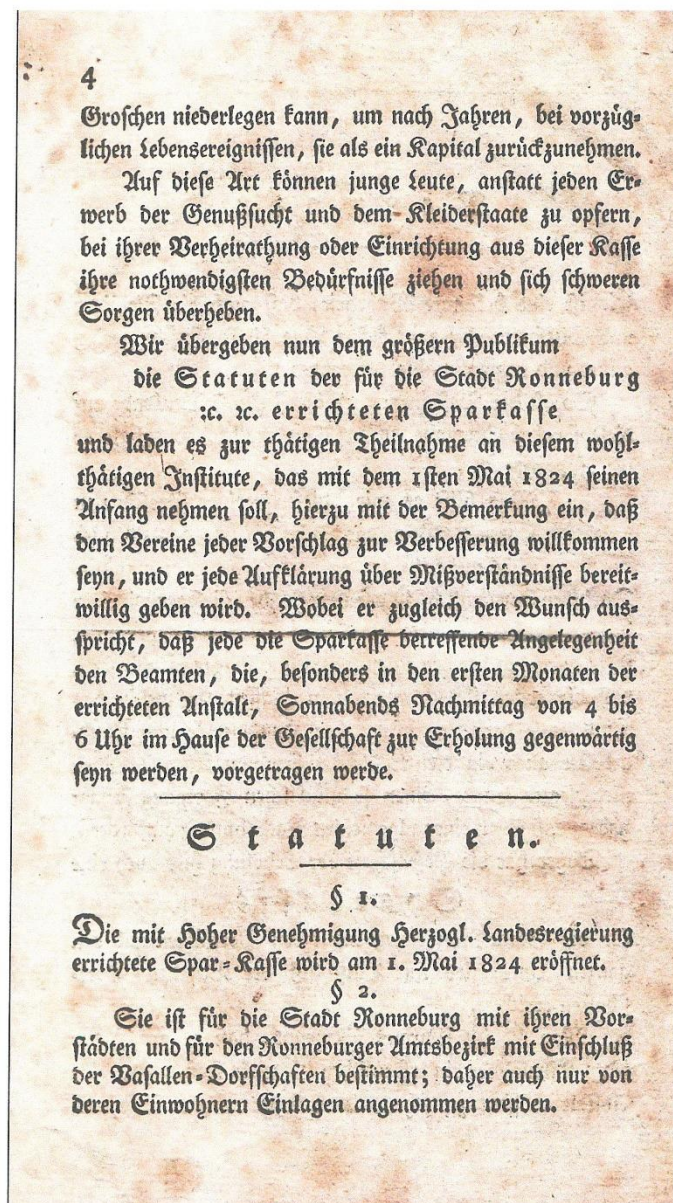 4
Groschen niederlegen kann, um nach Jahren, bei vorzüg-
lichen Lebensereignissen, sie als ein Kapital zurückzunehmen.
Auf diese Art können junge Leute, anstatt jeden Er-
werb der Genußsucht und dem Kleiderstaate zu opfern,
bei ihrer Verheirathung oder Einrichtung aus dieser Kasse
ihre nothwendigsten Bedürfnisse ziehen und sich schweren
Sorgen überheben.
Wir übergeben nun dem größern Publikum
die Statuten der für die Stadt Ronneburg
ꝛc. ꝛc. errichteten Sparkasse
und laden es zur thätigen Theilnahme an diesem wohl-
thätigen Institute, das mit dem 1sten Mai 1824 seinen
Anfang nehmen soll, hierzu mit der Bemerkung ein, daß
dem Vereine jeder Vorschlag zur Verbesserung willkommen
seyn, und er jede Aufklärung über Mißverständnisse bereit-
willig geben wird. Wobei er zugleich den Wunsch aus-
spricht, daß jede die Sparkasse betreffende Angelegenheit
den Beamten, die, besonders in den ersten Monaten der
errichteten Anstalt, Sonnabends Nachmittag von 4 bis
6 Uhr im Hause der Gesellschaft zur Erholung gegenwärtig
seyn werden, vorgetragen werde.
Statuten.
§ 1.
Die mit Hoher Genehmigung Herzogl. Landesregierung
errichtete Spar-Kasse wird am 1. Mai 1824 eröffnet.
§ 2.
Sie ist für die Stadt Ronneburg mit ihren Vor-
städten und für den Ronneburger Amtsbezirk mit Einschluß
der Vasallen-Dorfschaften bestimmt; daher auch nur von
deren Einwohnern Einlagen angenommen werden.